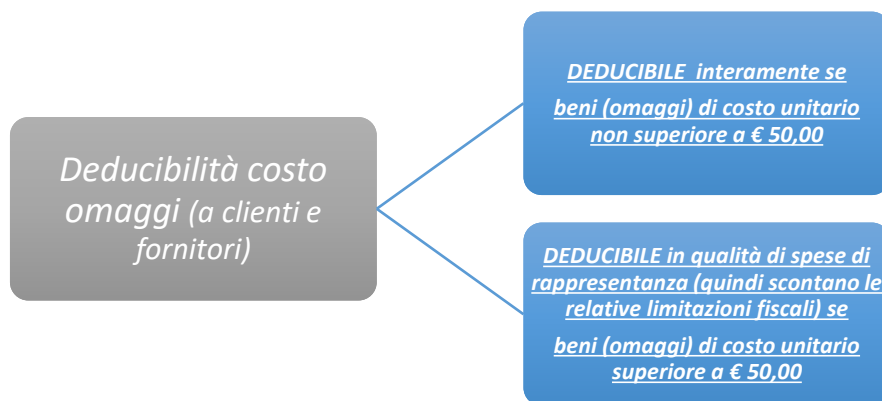 Deducibilità costo
omaggi (a clienti e
fornitori)
DEDUCIBILE interamente se
beni (omaggi) di costo unitario
non superiore a € 50,00
DEDUCIBILE in qualità di spese di
rappresentanza (quindi scontano le
relative limitazioni fiscali) se
beni (omaggi) di costo unitario
superiore a € 50,00